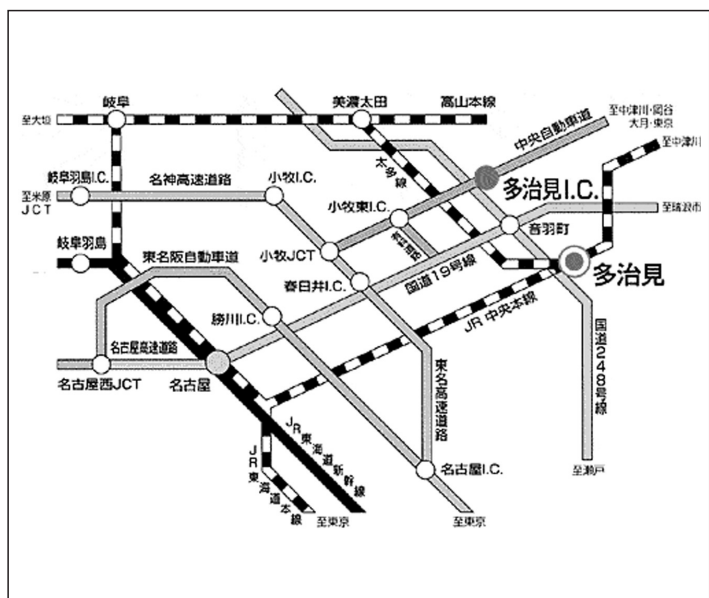 岐阜
美濃太田
高山本線
至大垣
至中津川・岡谷
大月・東京
中央自動車道
至中津川
太多線
岐阜羽島I.C.
名神高速道路
小牧I.C.
多治見I.C.
至米原
JCT
小牧東I.C.
至瑞浪市
音羽町
岐阜羽島
東名阪自動車道
小牧JCT
春日井I.C.
国道19号線
多治見
勝川I.C.
JR中央本線
国道248号線
名古屋高速道路
名古屋西JCT
名古屋
東名高速道路
JR東海道新幹線
JR東海道本線
名古屋I.C.
至瀬戸
至東京
至東京